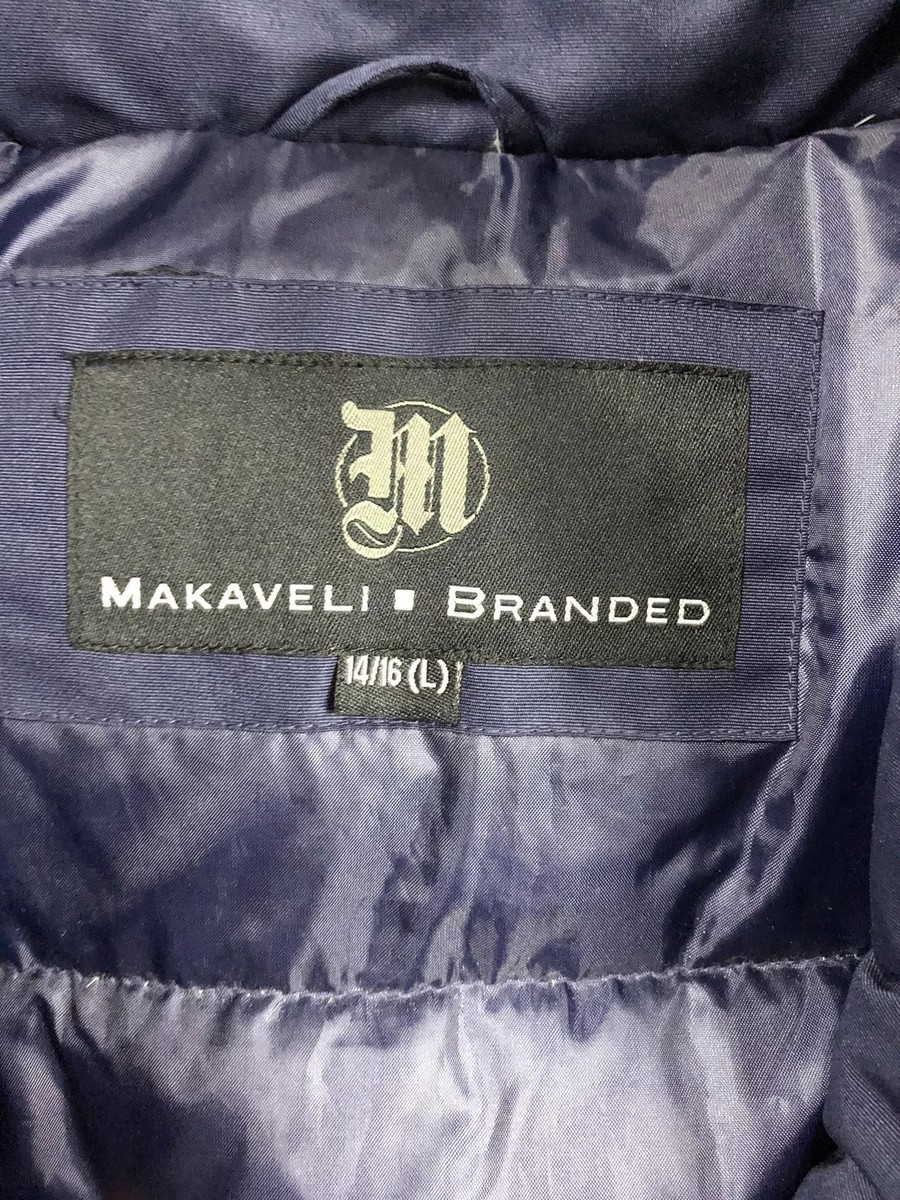 M
MAKAVELI ▪ BRANDED
14/16 (L)